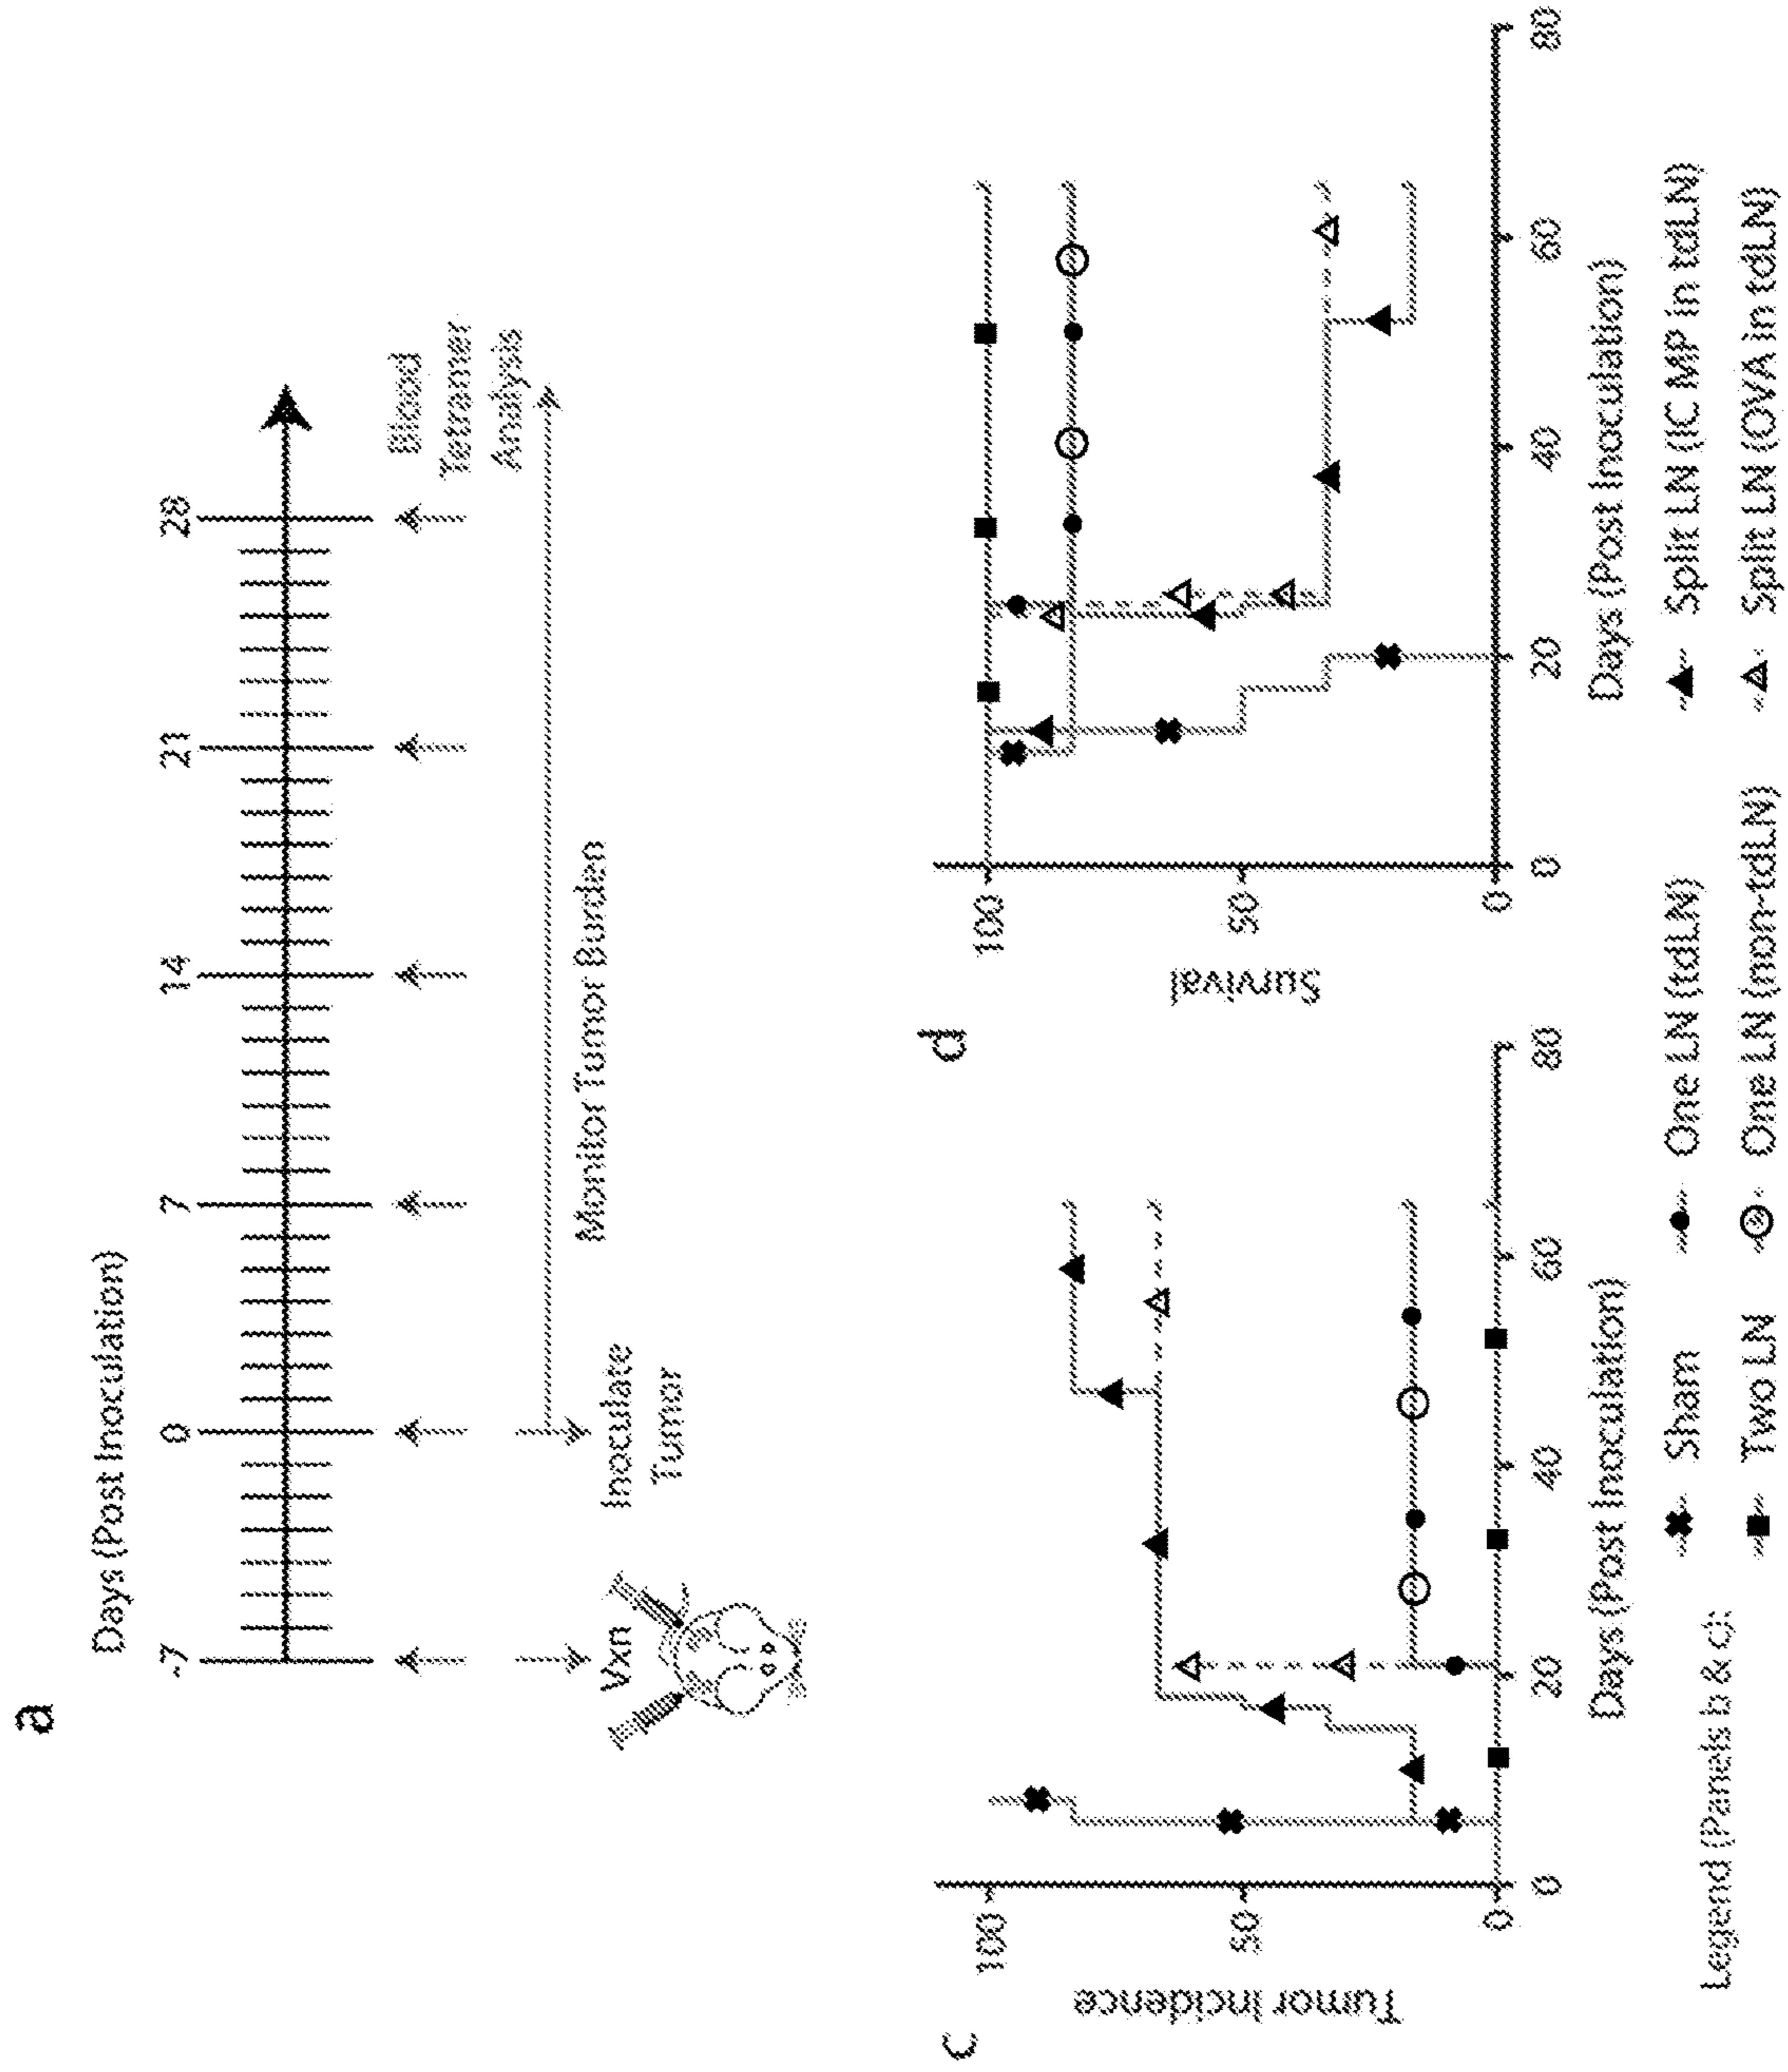 a
Days (Post Inoculation)
-7
0
7
14
21
28
Vxn
Inoculate
Tumor
Monitor Tumor Burden
Blood
Tetramer
Analysis
c
Tumor Incidence
100
50
0
0
20
40
60
80
Days (Post Inoculation)
d
Survival
100
50
0
0
20
40
60
80
Days (Post Inoculation)
Legend (Panels b & c):
Sham
One LN (tdLN)
Split LN (IC MP in tdLN)
Two LN
One LN (non-tdLN)
Split LN (OVA in tdLN)